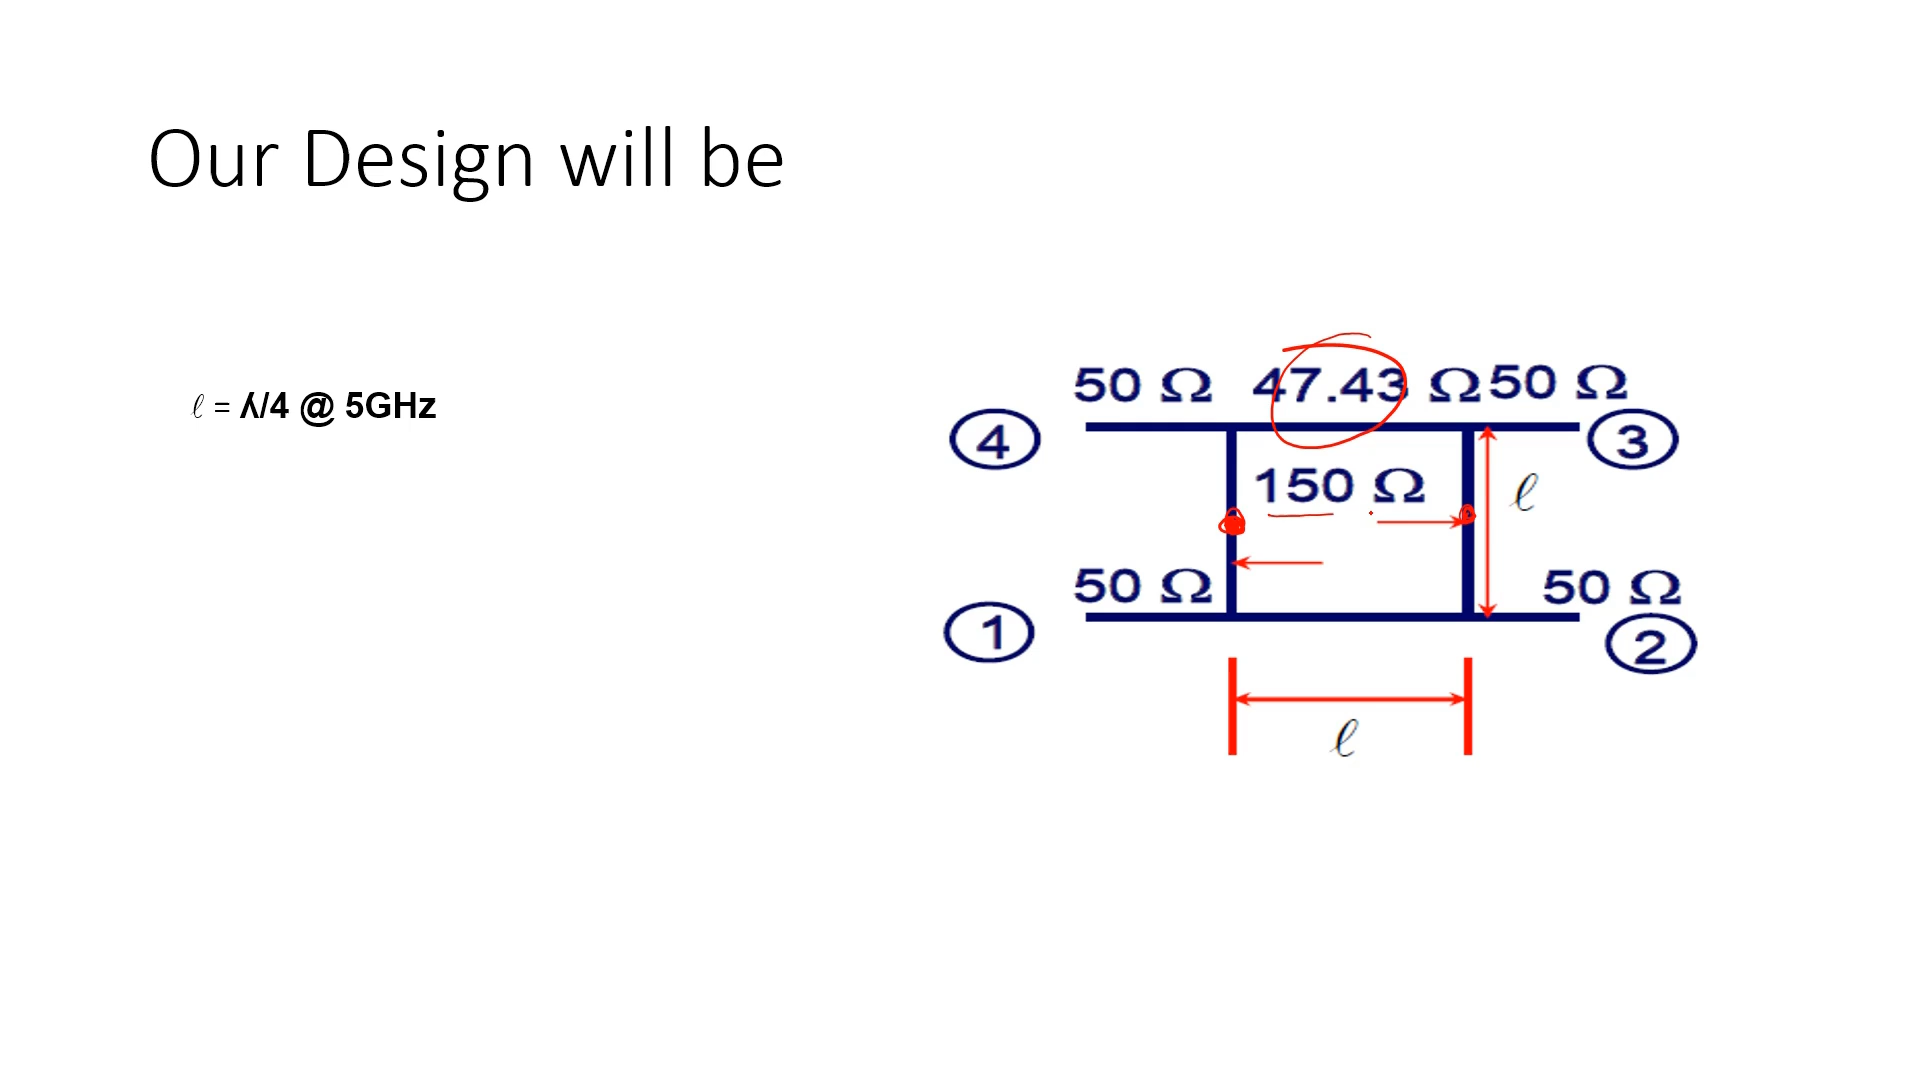 Our Design will be
ℓ = ʎ/4 @ 5GHz
50 Ω 47.43 Ω 50 Ω
4 3
150 Ω ℓ
50 Ω 50 Ω
1 2
ℓ